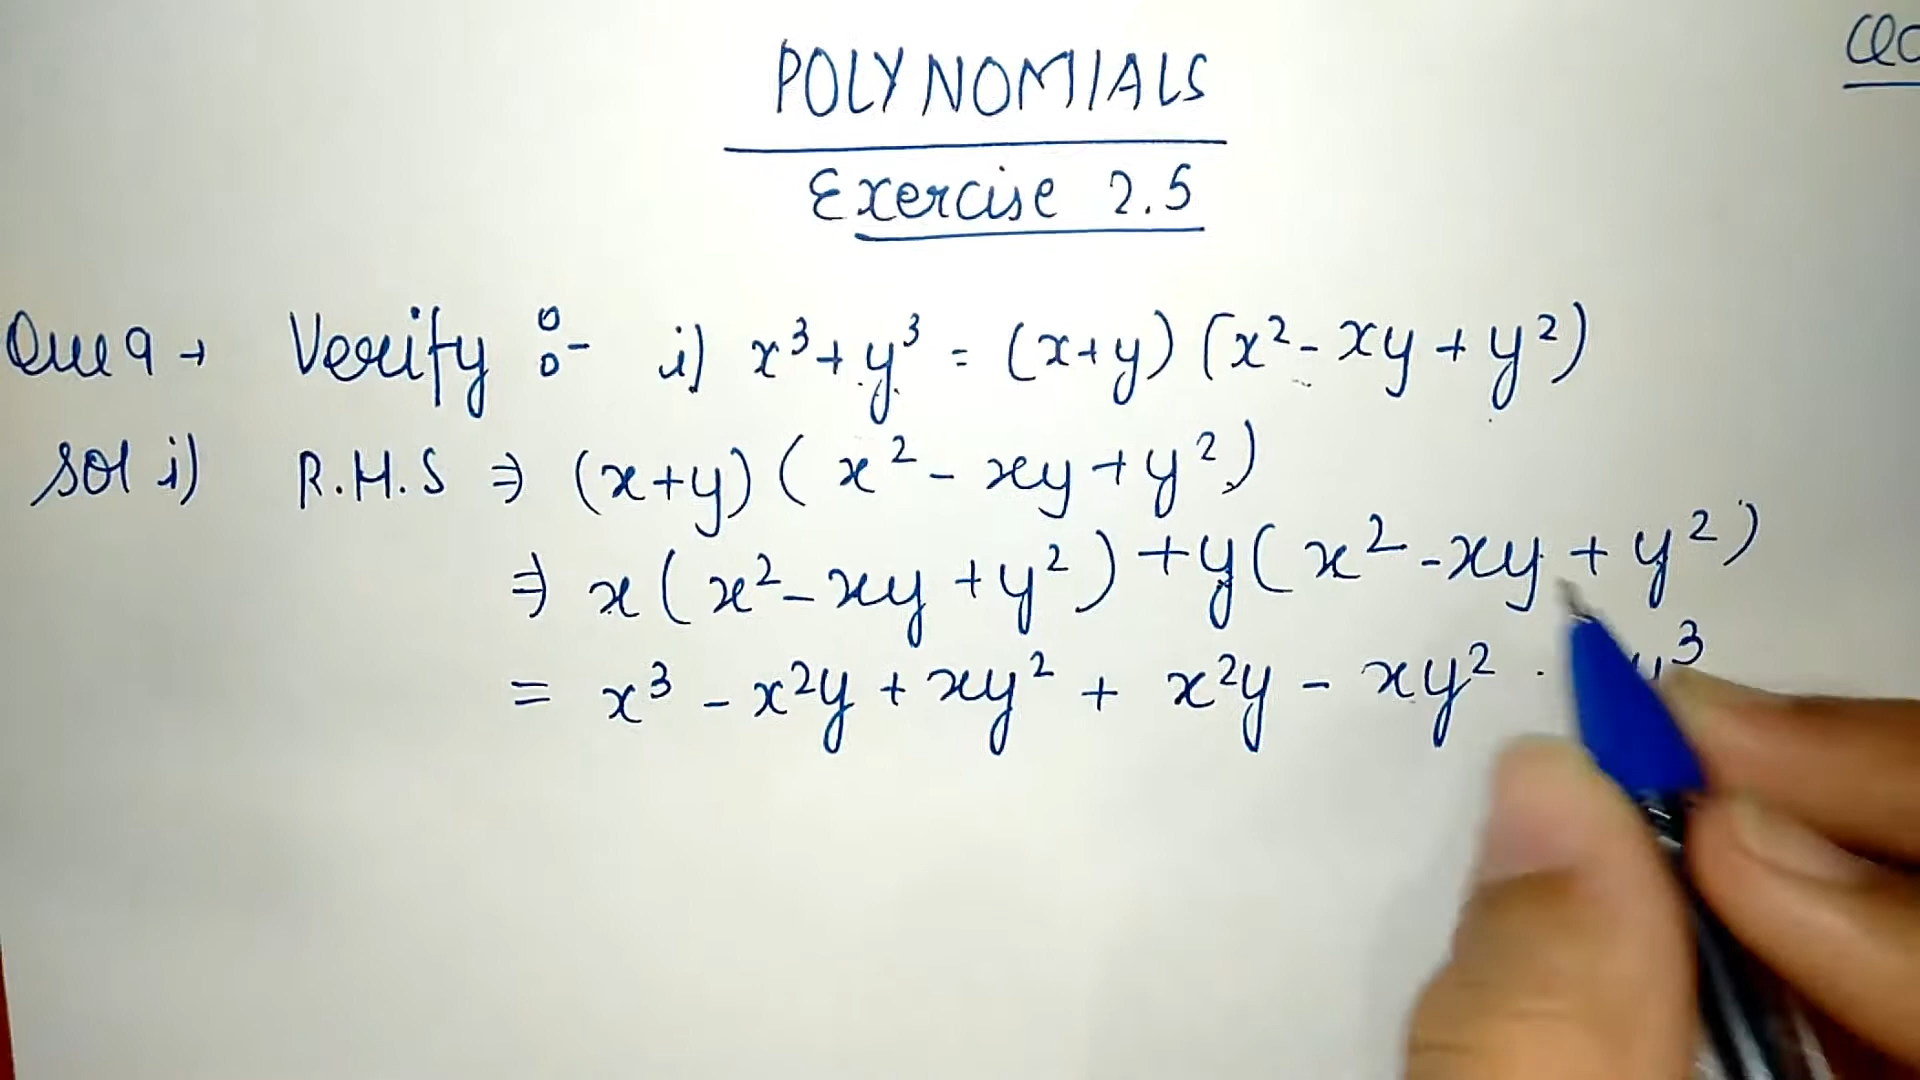 POLYNOMIALS
Exercise 2.5
Que 9 → Verify :- i) x³+y³ = (x+y) (x²-xy+y²)
sol i) R.H.S ⇒ (x+y) (x²-xy+y²)
⇒ x(x²-xy+y²) +y(x²-xy+y²)
= x³ - x²y + xy² + x²y - xy² y³